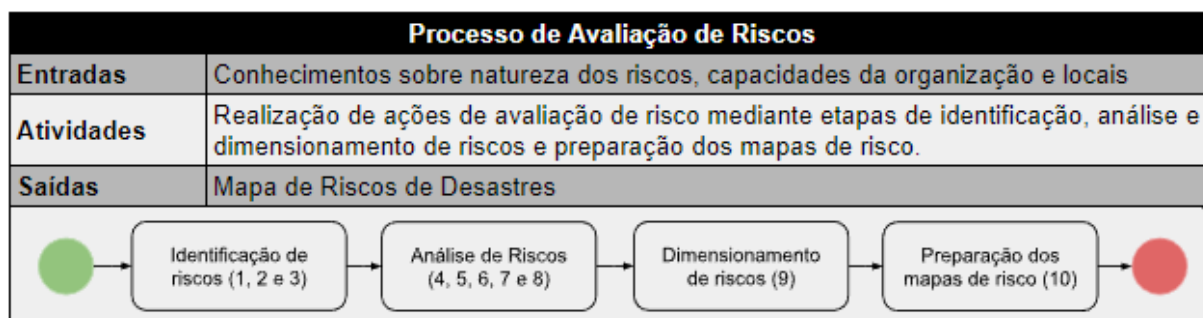 Processo de Avaliação de Riscos
Entradas
Conhecimentos sobre natureza dos riscos, capacidades da organização e locais
Atividades
Realização de ações de avaliação de risco mediante etapas de identificação, análise e
dimensionamento de riscos e preparação dos mapas de risco.
Saídas
Mapa de Riscos de Desastres
Identificação de
riscos (1, 2 e 3)
Análise de Riscos
(4, 5, 6, 7 e 8)
Dimensionamento
de riscos (9)
Preparação dos
mapas de risco (10)